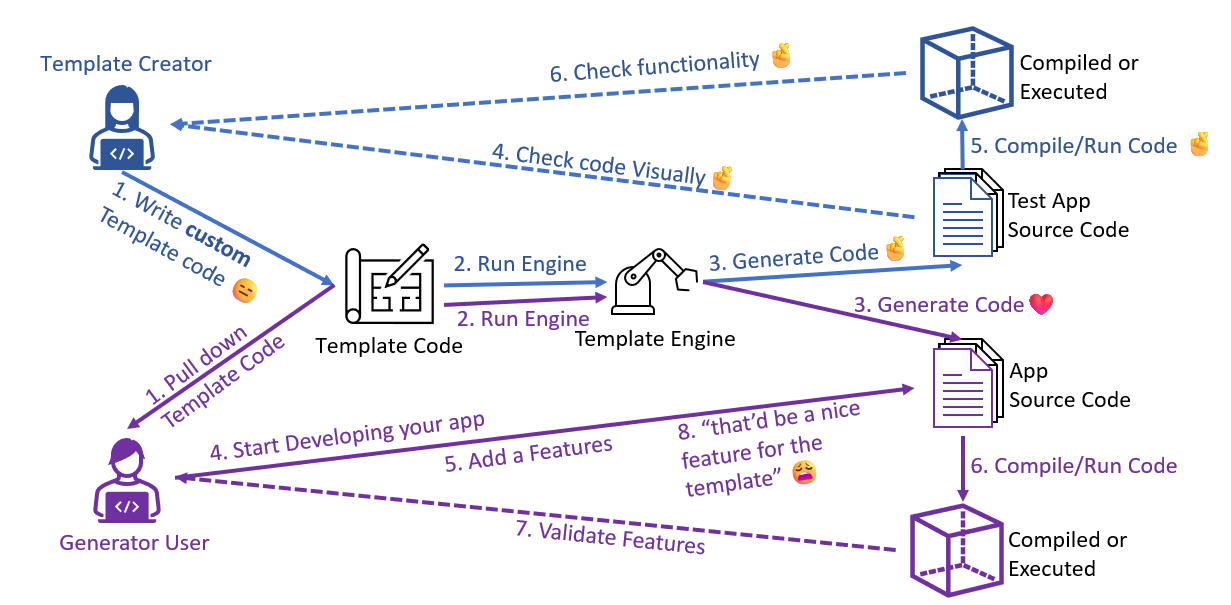 Template Creator
</>
6. Check functionality
Compiled or
Executed
4. Check code Visually
5. Compile/Run Code
1. Write custom
Template code
Test App
Source Code
2. Run Engine
3. Generate Code
2. Run Engine
3. Generate Code
Template Code
Template Engine
1. Pull down
Template Code
App
Source Code
4. Start Developing your app
5. Add a Features
8. “that’d be a nice
feature for the
template”
6. Compile/Run Code
</>
Generator User
7. Validate Features
Compiled or
Executed